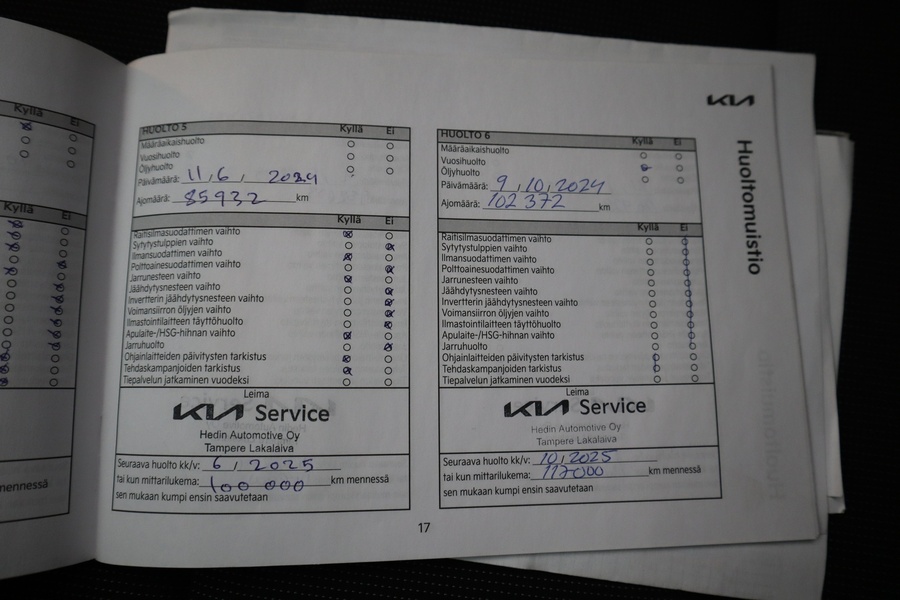 Kyllä Ei
Kyllä Ei
mennessä
HUOLTO 5 Kyllä Ei
Määräaikaishuolto
Vuosihuolto
Öljyhuolto
Päivämäärä: 11,6, 2024
Ajomäärä: 85932 km
Kyllä Ei
Raitisilmasuodattimen vaihto
Sytytystulppien vaihto
Ilmansuodattimen vaihto
Polttoainesuodattimen vaihto
Jarrunesteen vaihto
Jäähdytysnesteen vaihto
Invertterin jäähdytysnesteen vaihto
Voimansiirron öljyjen vaihto
Ilmastointilaitteen täyttöhuolto
Apulaite-/HSG-hihnan vaihto
Jarruhuolto
Ohjainlaitteiden päivitysten tarkistus
Tehdaskampanjoiden tarkistus
Tiepalvelun jatkaminen vuodeksi
Leima
KIA Service
Hedin Automotive Oy
Tampere Lakalaiva
Seuraava huolto kk/v: 6, 2025
tai kun mittarilukema: 100 000 km mennessä
sen mukaan kumpi ensin saavutetaan
HUOLTO 6 Kyllä Ei
Määräaikaishuolto
Vuosihuolto
Öljyhuolto
Päivämäärä: 9,10,2024
Ajomäärä: 102 372 km
Kyllä Ei
Raitisilmasuodattimen vaihto
Sytytystulppien vaihto
Ilmansuodattimen vaihto
Polttoainesuodattimen vaihto
Jarrunesteen vaihto
Jäähdytysnesteen vaihto
Invertterin jäähdytysnesteen vaihto
Voimansiirron öljyjen vaihto
Ilmastointilaitteen täyttöhuolto
Apulaite-/HSG-hihnan vaihto
Jarruhuolto
Ohjainlaitteiden päivitysten tarkistus
Tehdaskampanjoiden tarkistus
Tiepalvelun jatkaminen vuodeksi
Leima
KIA Service
Hedin Automotive Oy
Tampere Lakalaiva
Seuraava huolto kk/v: 10,2025
tai kun mittarilukema: 117000 km mennessä
sen mukaan kumpi ensin saavutetaan
KIA
Huoltomuistio
17